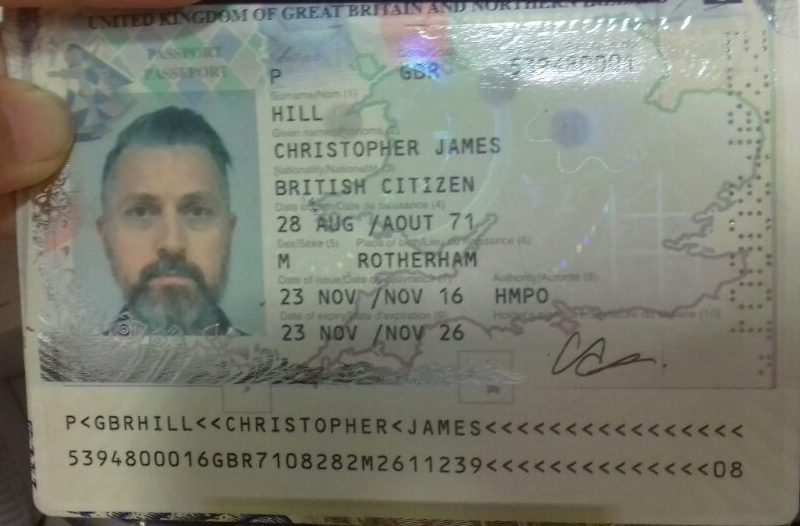 UNITED KINGDOM OF GREAT BRITAIN AND NORTHERN
PASSPORT
PASSEPORT
P GBR 539480001
Surname/Nom (1)
HILL
Given names/Prénoms (2)
CHRISTOPHER JAMES
Nationality/Nationalité (3)
BRITISH CITIZEN
Date of birth/Date de naissance (4)
28 AUG /AOUT 71
Sex/Sexe (5) Place of birth/Lieu de naissance (6)
M ROTHERHAM
Date of issue/Date de délivrance (7) Authority/Autorité (8)
23 NOV /NOV 16 HMPO
Date of expiry/Date d'expiration (9) Holder's signature/Signature du titulaire (10)
23 NOV /NOV 26
P<GBRHILL<<CHRISTOPHER<JAMES<<<<<<<<<<<<<<<<
5394800016GBR7108282M2611239<<<<<<<<<<<<<<08